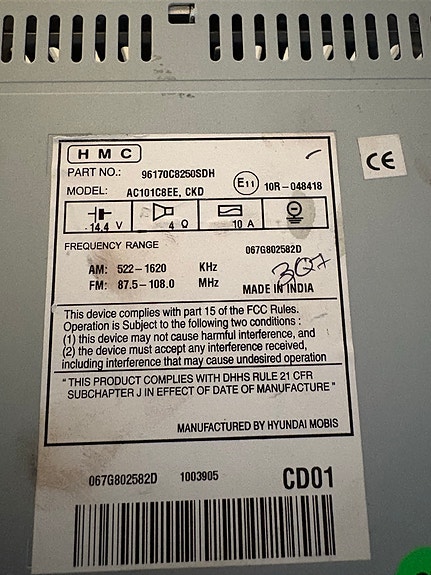 HMC
PART NO.: 96170C8250SDH
MODEL: AC101C8EE, CKD
E11 10R-048418
14.4 V 4 Ω 10 A
FREQUENCY RANGE 067G802582D
AM: 522-1620 KHz
FM: 87.5-108.0 MHz
307
MADE IN INDIA
This device complies with part 15 of the FCC Rules.
Operation is Subject to the following two conditions :
(1) this device may not cause harmful interference, and
(2) the device must accept any interference received,
including interference that may cause undesired operation
"THIS PRODUCT COMPLIES WITH DHHS RULE 21 CFR
SUBCHAPTER J IN EFFECT OF DATE OF MANUFACTURE"
MANUFACTURED BY HYUNDAI MOBIS
067G802582D 1003905 CD01
CE